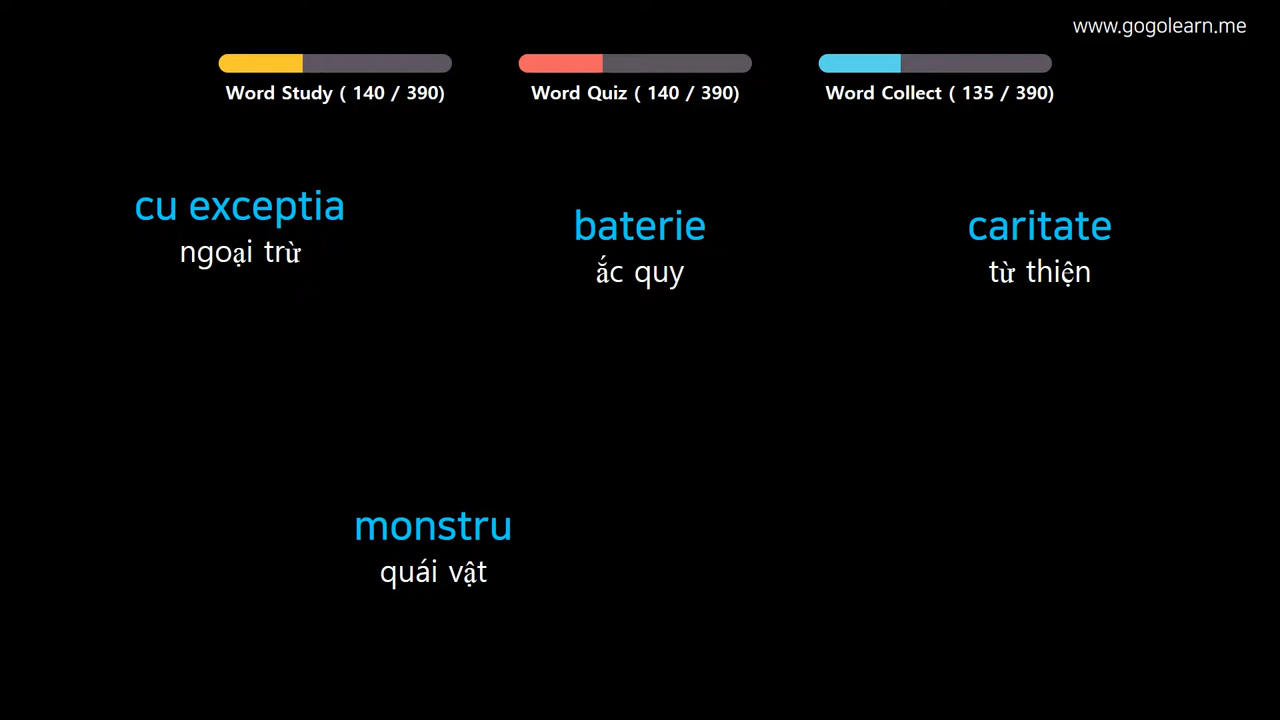 www.gogolearn.me
Word Study ( 140 / 390)
Word Quiz ( 140 / 390)
Word Collect ( 135 / 390)
cu exceptia
ngoại trừ
baterie
ắc quy
caritate
từ thiện
monstru
quái vật